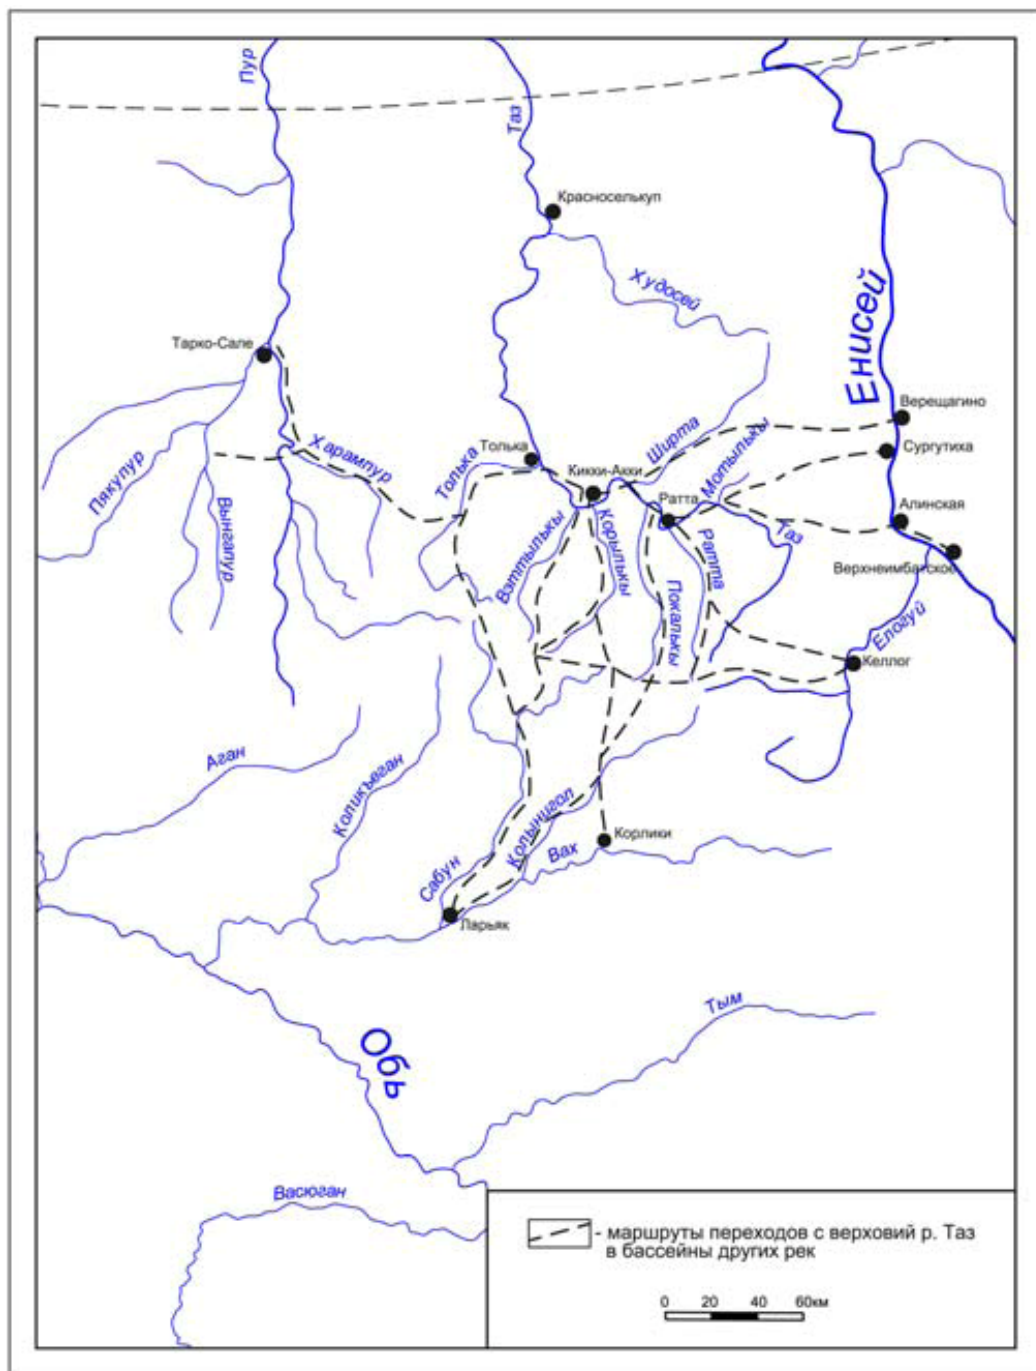 Пур
Таз
Красноселькуп
Худосей
Енисей
Тарко-Сале
Верещагино
Сургутиха
Харампур
Толька
Толька
Кикки-Акки
Ширта
Мотылькы
Пякупур
Вынгапур
Ратта
Алинская
Таз
Верхнеимбатское
Вэттылькы
Корылькы
Покалькы
Ратта
Елогуй
Келлог
Аган
Коликъеган
Колынигол
Корлики
Вах
Сабун
Ларьяк
Тым
Обь
Васюган
- маршруты переходов с верховий р. Таз
в бассейны других рек
0 20 40 60км